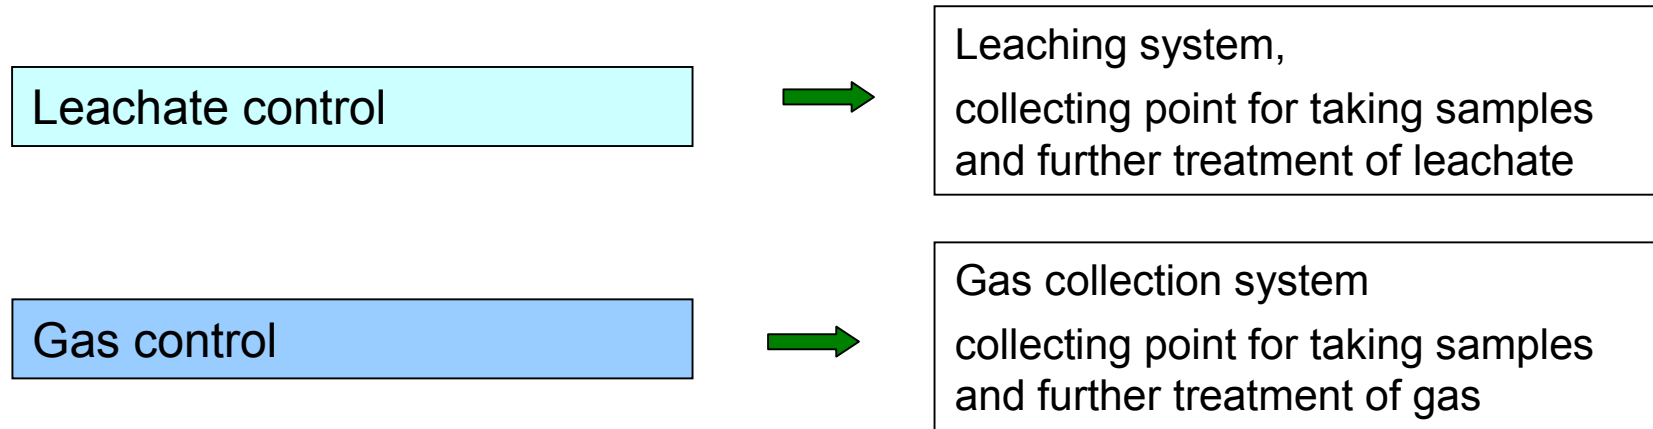 Leachate control
Leaching system,
collecting point for taking samples
and further treatment of leachate
Gas control
Gas collection system
collecting point for taking samples
and further treatment of gas